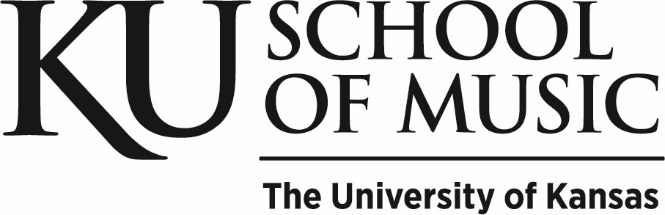 KU SCHOOL
OF MUSIC
The University of Kansas